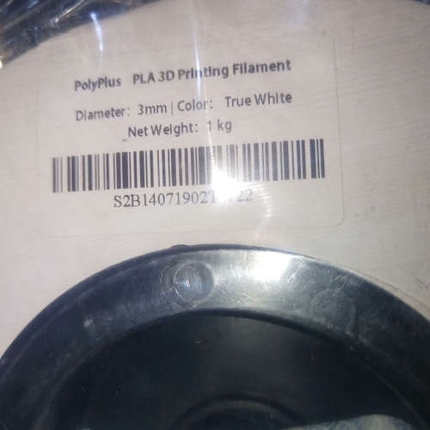 PolyPlus PLA 3D Printing Filament
Diameter: 3mm | Color: True White
Net Weight: 1 kg